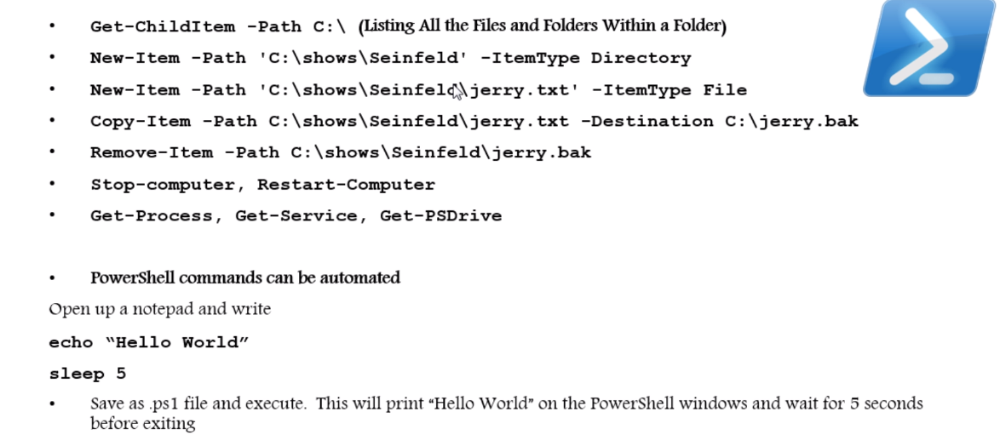 • Get-ChildItem -Path C:\ (Listing All the Files and Folders Within a Folder)
• New-Item -Path 'C:\shows\Seinfeld' -ItemType Directory
• New-Item -Path 'C:\shows\Seinfeld\jerry.txt' -ItemType File
• Copy-Item -Path C:\shows\Seinfeld\jerry.txt -Destination C:\jerry.bak
• Remove-Item -Path C:\shows\Seinfeld\jerry.bak
• Stop-computer, Restart-Computer
• Get-Process, Get-Service, Get-PSDrive
• PowerShell commands can be automated
Open up a notepad and write
echo “Hello World”
sleep 5
• Save as .ps1 file and execute. This will print “Hello World” on the PowerShell windows and wait for 5 seconds
before exiting